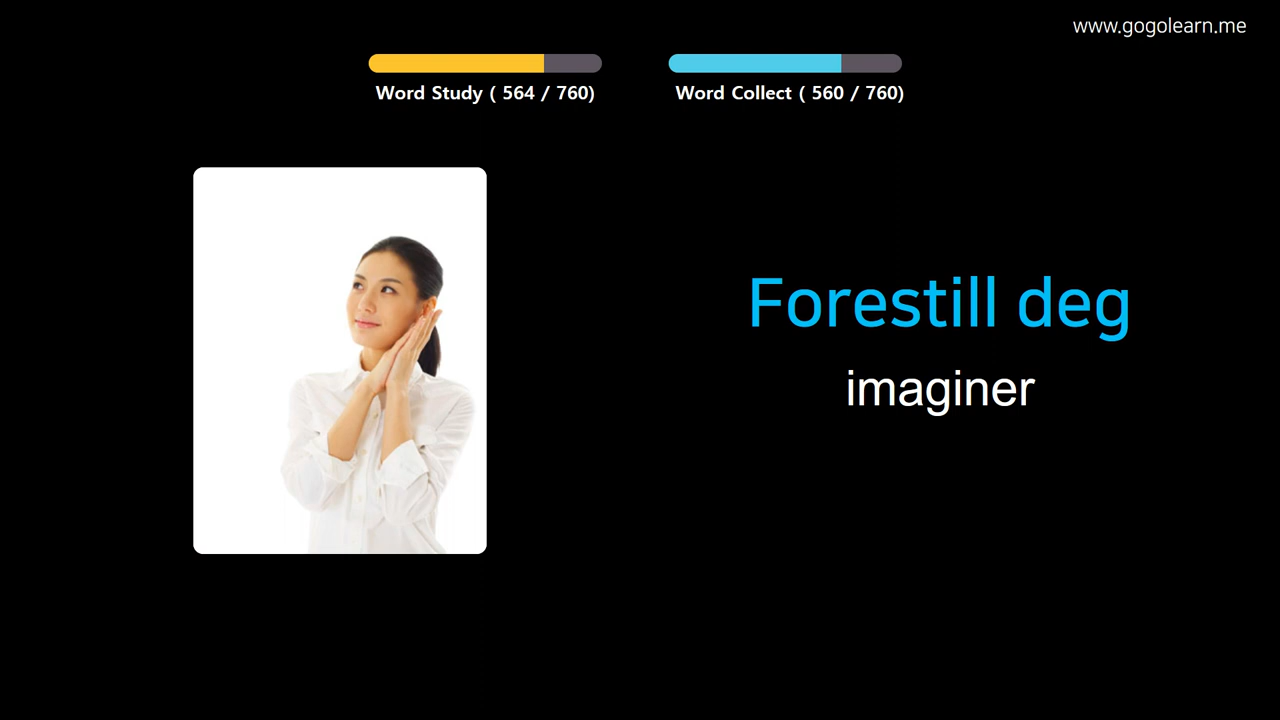 www.gogolearn.me
Word Study ( 564 / 760)
Word Collect ( 560 / 760)
Forestill deg
imaginer